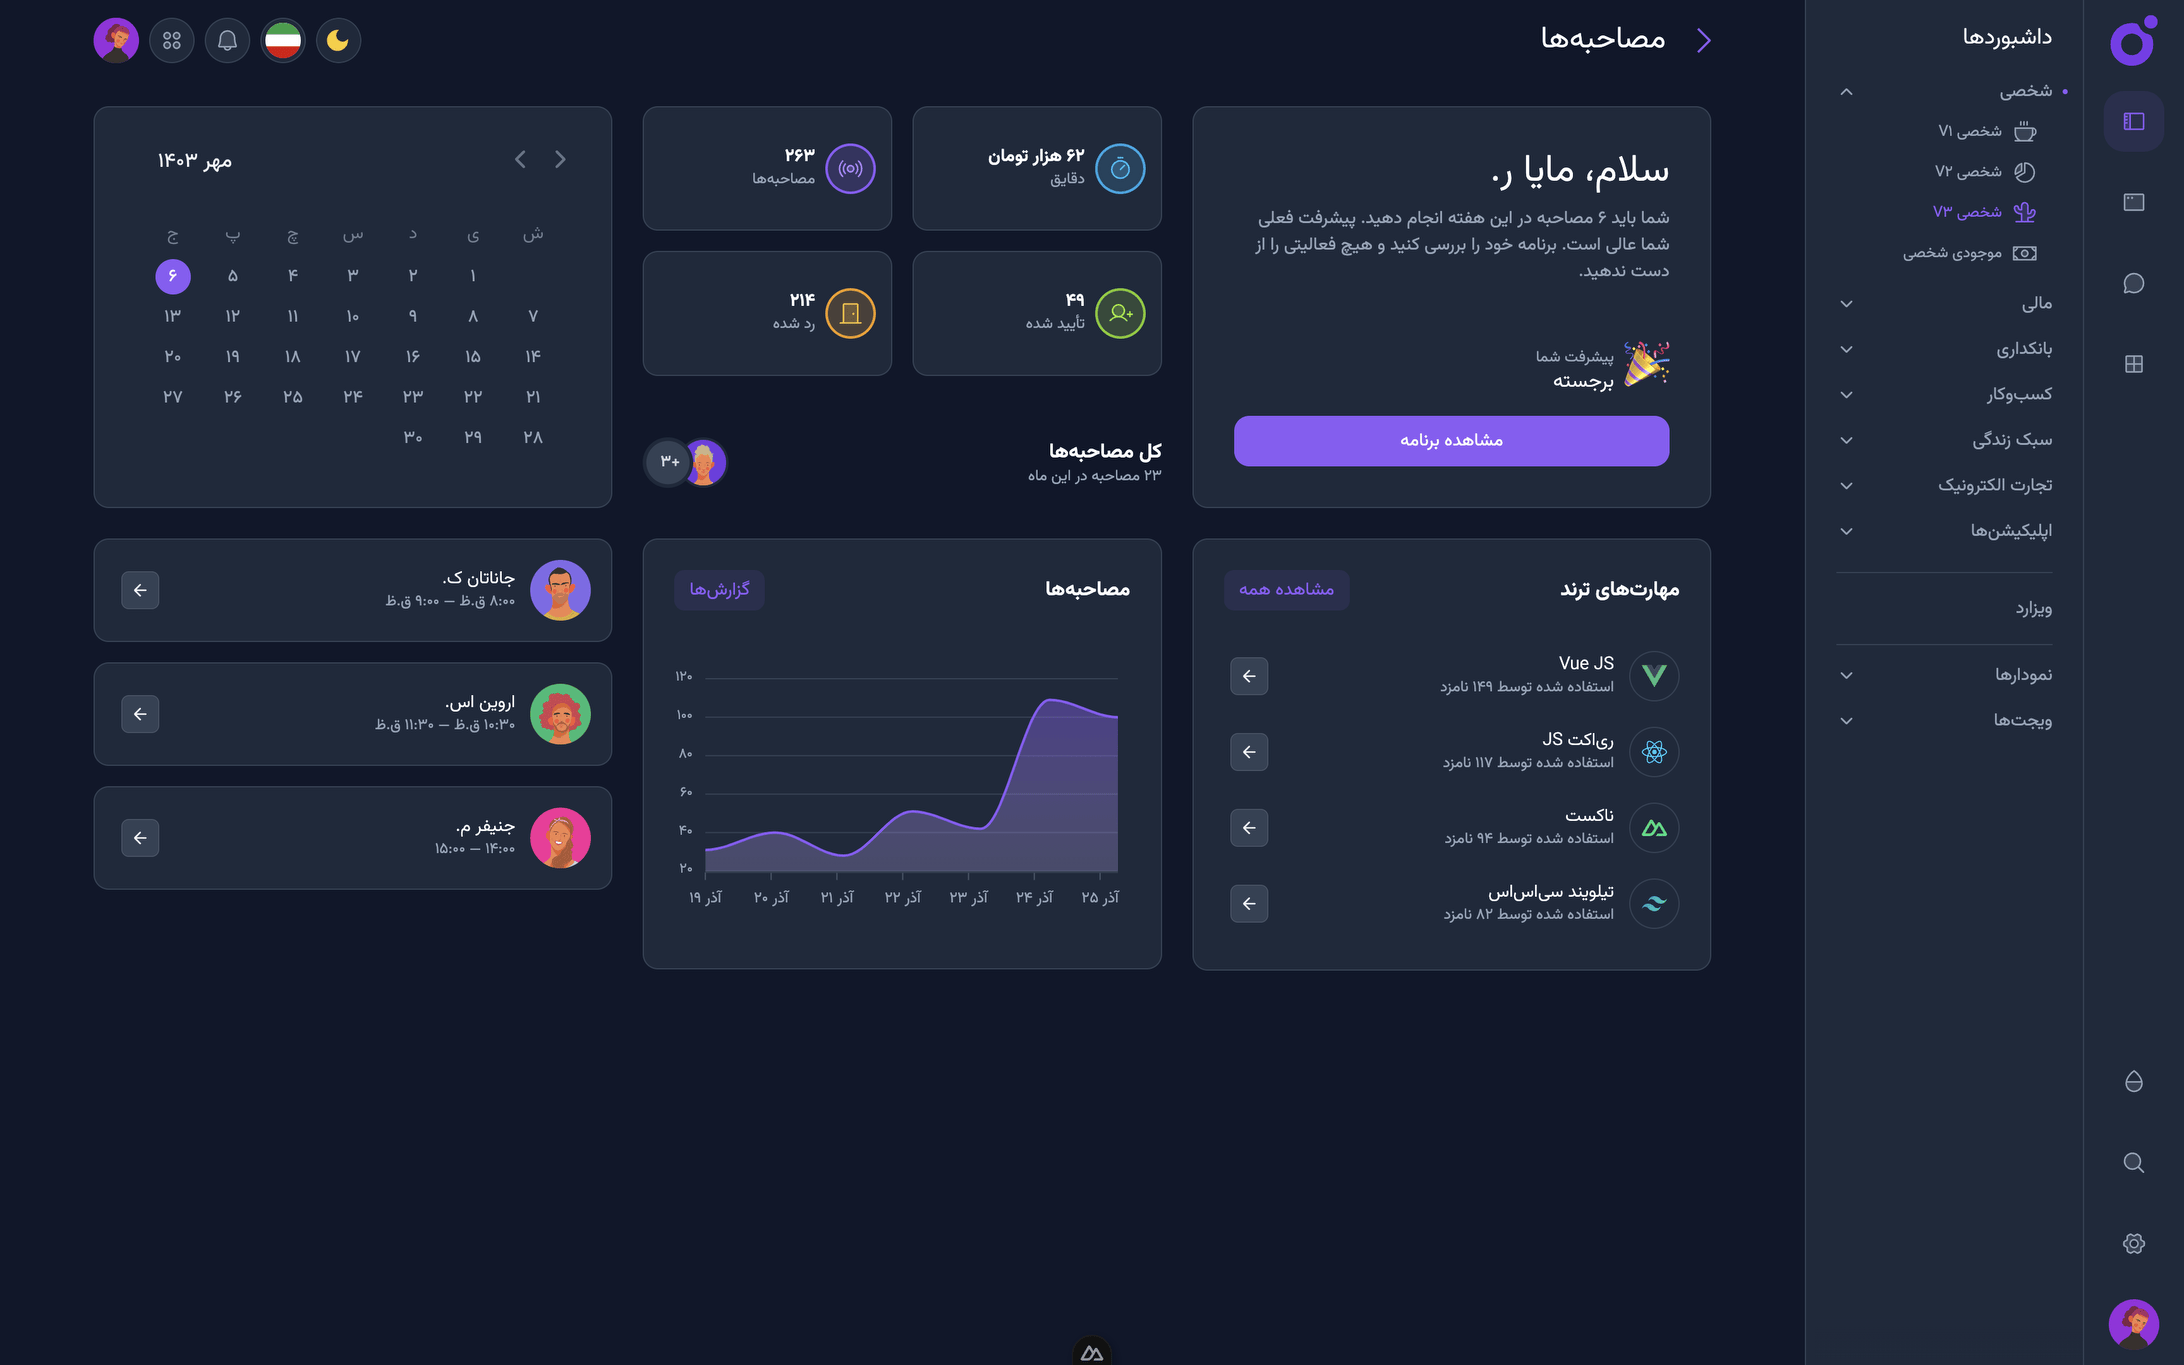 داشبوردها
شخصی
شخصی V۱
شخصی V۲
شخصی V۳
موجودی شخصی
مالی
بانکداری
کسب‌وکار
سبک زندگی
تجارت الکترونیک
اپلیکیشن‌ها
ویزارد
نمودارها
ویجت‌ها
مصاحبه‌ها
سلام، مایا ر.
شما باید ۶ مصاحبه در این هفته انجام دهید. پیشرفت فعلی
شما عالی است. برنامه خود را بررسی کنید و هیچ فعالیتی را از
دست ندهید.
پیشرفت شما
برجسته
مشاهده برنامه
۶۲ هزار تومان
دقایق
۲۶۳
مصاحبه‌ها
۴۹
تأیید شده
۲۱۴
رد شده
کل مصاحبه‌ها
۲۳ مصاحبه در این ماه
+۳
مهر ۱۴۰۳
ش ی د س چ پ ج
۱ ۲ ۳ ۴ ۵ ۶
۷ ۸ ۹ ۱۰ ۱۱ ۱۲ ۱۳
۱۴ ۱۵ ۱۶ ۱۷ ۱۸ ۱۹ ۲۰
۲۱ ۲۲ ۲۳ ۲۴ ۲۵ ۲۶ ۲۷
۲۸ ۲۹ ۳۰
مهارت‌های ترند
مشاهده همه
Vue JS
استفاده شده توسط ۱۴۹ نامزد
ری‌اکت JS
استفاده شده توسط ۱۱۷ نامزد
ناکست
استفاده شده توسط ۹۴ نامزد
تیلویند سی‌اس‌اس
استفاده شده توسط ۸۲ نامزد
مصاحبه‌ها
گزارش‌ها
۱۲۰
۱۰۰
۸۰
۶۰
۴۰
۲۰
۱۹ آذر ۲۰ آذر ۲۱ آذر ۲۲ آذر ۲۳ آذر ۲۴ آذر ۲۵ آذر
جاناتان ک.
۸:۰۰ ق.ظ – ۹:۰۰ ق.ظ
اروین اس.
۱۰:۳۰ ق.ظ – ۱۱:۳۰ ق.ظ
جنیفر م.
۱۴:۰۰ – ۱۵:۰۰